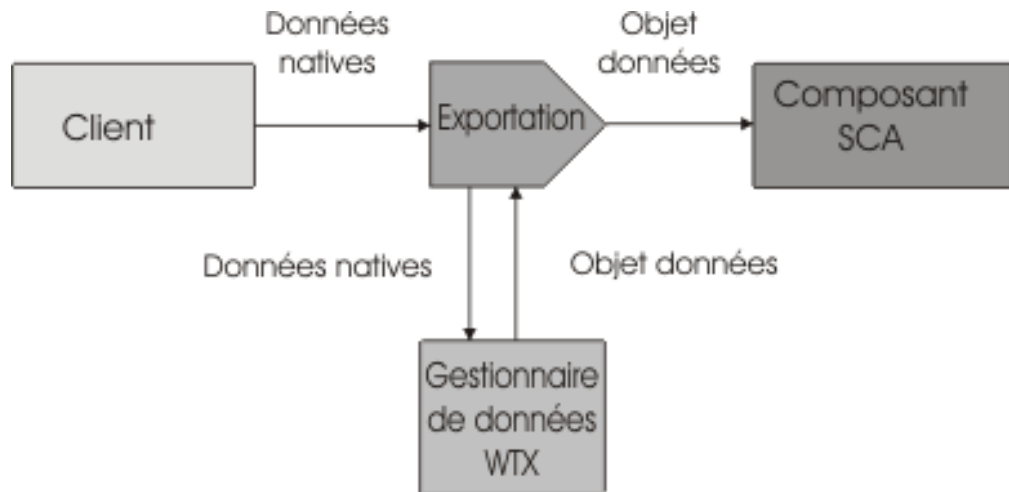 Données
natives
Objet
données
Client
Exportation
Composant
SCA
Données natives
Objet données
Gestionnaire
de données
WTX